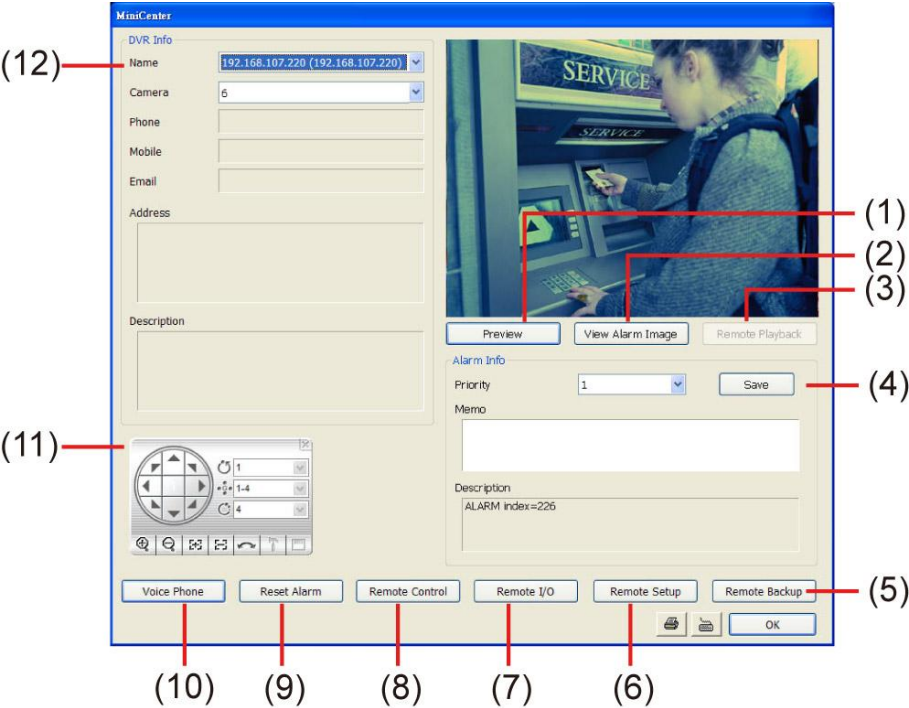 MiniCenter
DVR Info
(12)
Name
192.168.107.220 (192.168.107.220)
Camera
6
Phone
Mobile
Email
Address
Description
SERVICE
SERVICE
(1)
(2)
(3)
Preview
View Alarm Image
Remote Playback
Alarm Info
Priority
1
Save
(4)
Memo
Description
ALARM index=226
(11)
1
1-4
4
Voice Phone
Reset Alarm
Remote Control
Remote I/O
Remote Setup
Remote Backup
(5)
OK
(10)
(9)
(8)
(7)
(6)